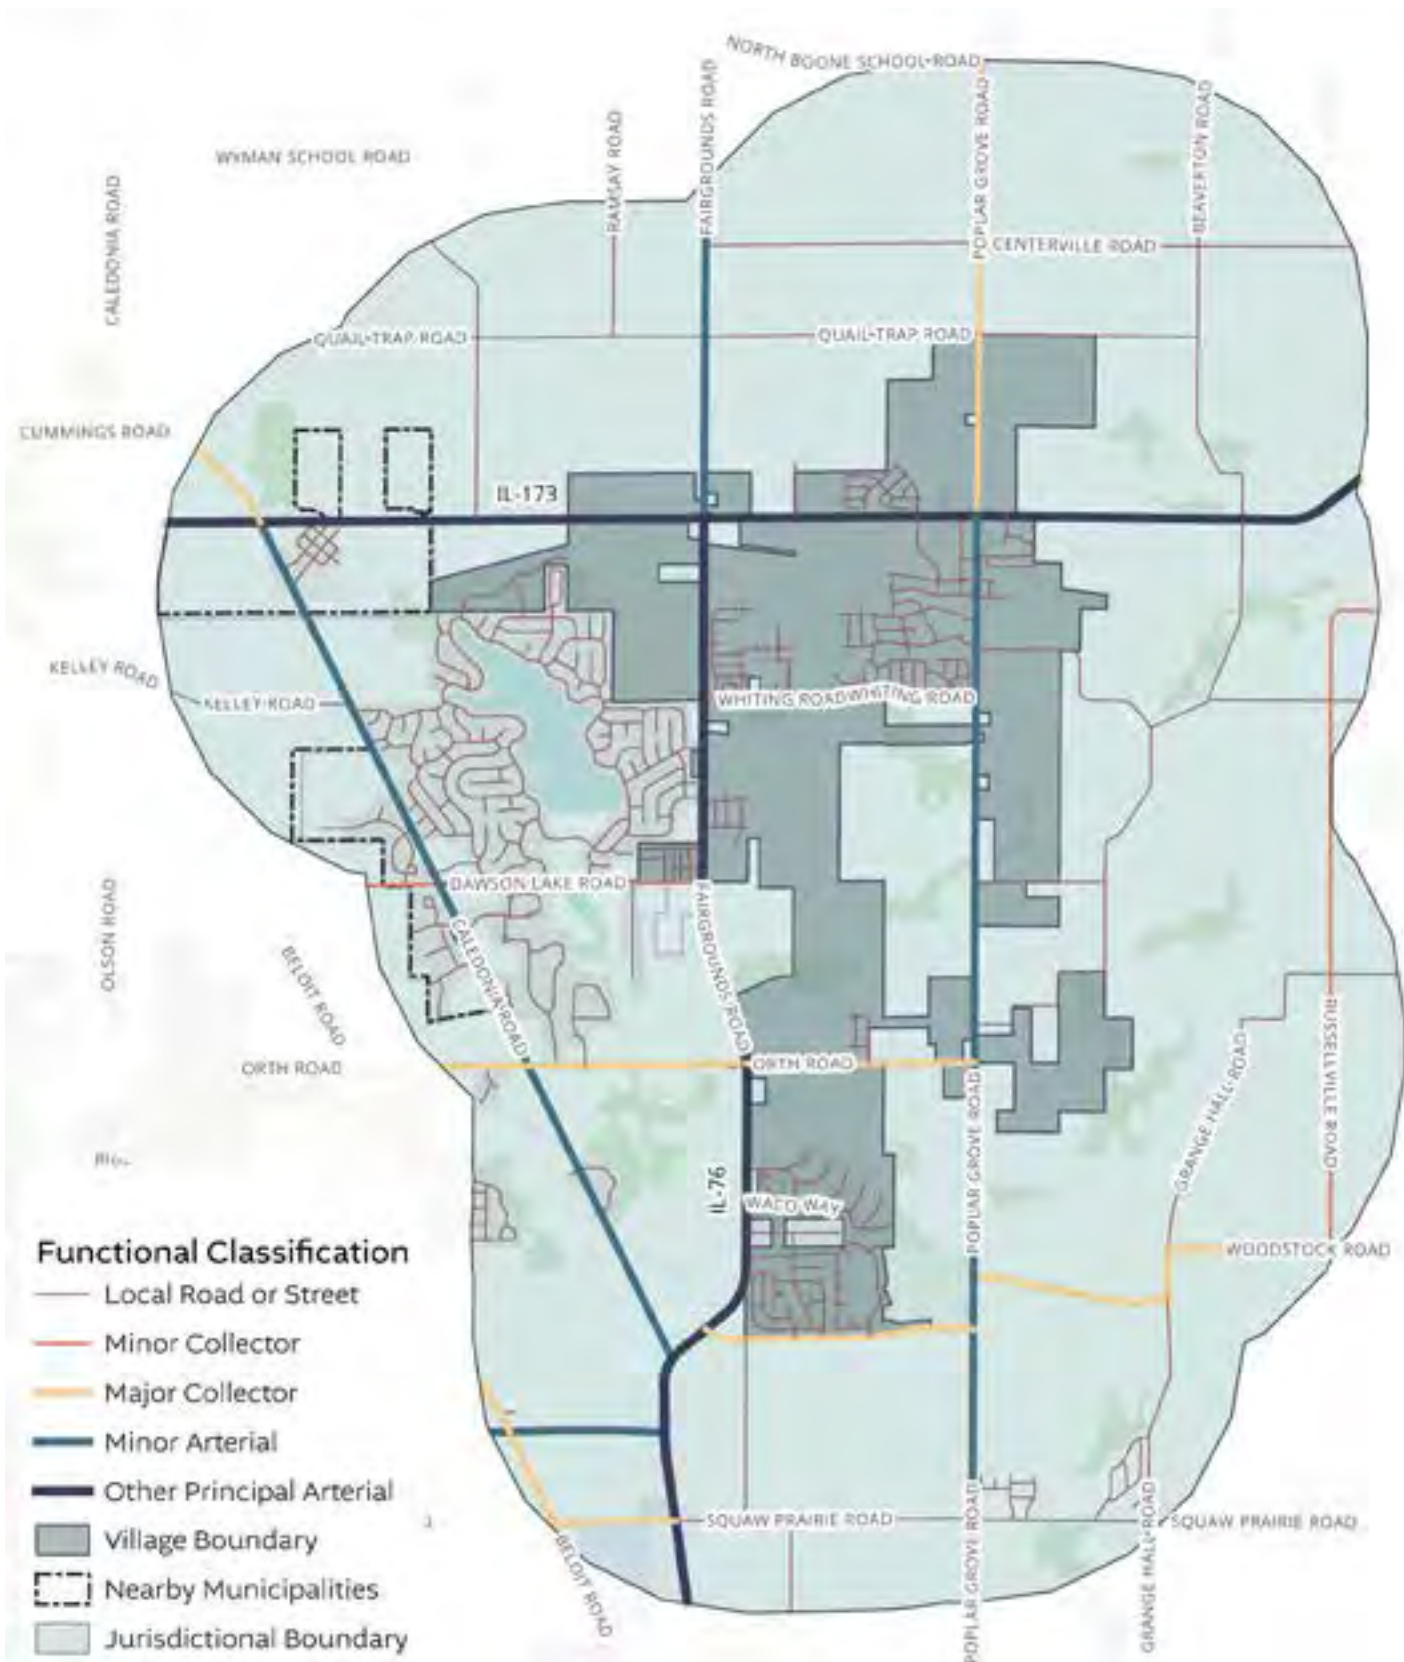 NORTH BOONE SCHOOL ROAD
FAIRGROUNDS ROAD
POPLAR GROVE ROAD
BEAVERTON ROAD
RAMSAY ROAD
WYMAN SCHOOL ROAD
CALEDONIA ROAD
CENTERVILLE ROAD
QUAIL TRAP ROAD
QUAIL TRAP ROAD
CUMMINGS ROAD
IL-173
KELLEY ROAD
KELLEY ROAD
WHITING ROAD
WHITING ROAD
DAWSON LAKE ROAD
OLSON ROAD
BELOIT ROAD
CALEDONIA ROAD
FAIRGROUNDS ROAD
ORTH ROAD
ORTH ROAD
POPLAR GROVE ROAD
GRANGE HALL ROAD
RUSSELLVILLE ROAD
IL-76
WACO WAY
WOODSTOCK ROAD
SQUAW PRAIRIE ROAD
SQUAW PRAIRIE ROAD
BELOIT ROAD
POPLAR GROVE ROAD
GRANGE HALL ROAD
Functional Classification
Local Road or Street
Minor Collector
Major Collector
Minor Arterial
Other Principal Arterial
Village Boundary
Nearby Municipalities
Jurisdictional Boundary